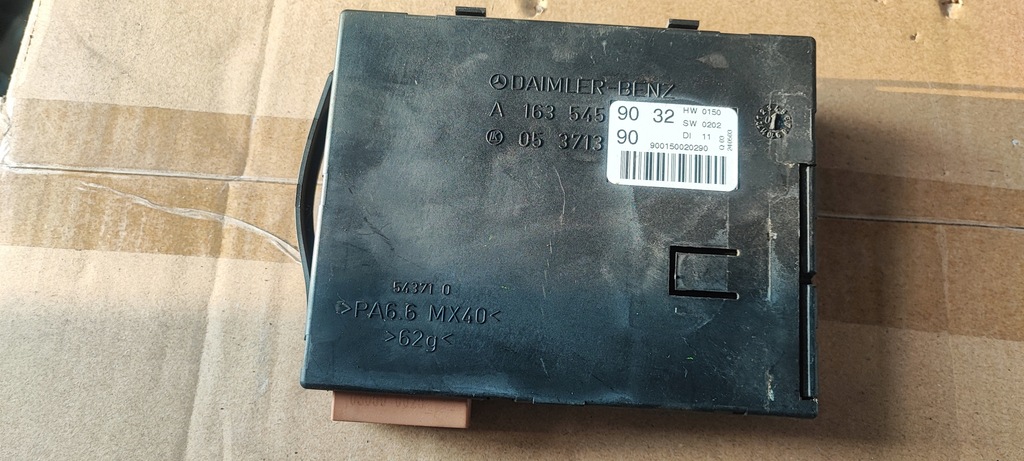 DAIMLER-BENZ
A 163 545 90 32
05 3713 90
HW 0150
SW 0202
DI 11
900150020290
54371 0
>PA6.6 MX40<
>62g<